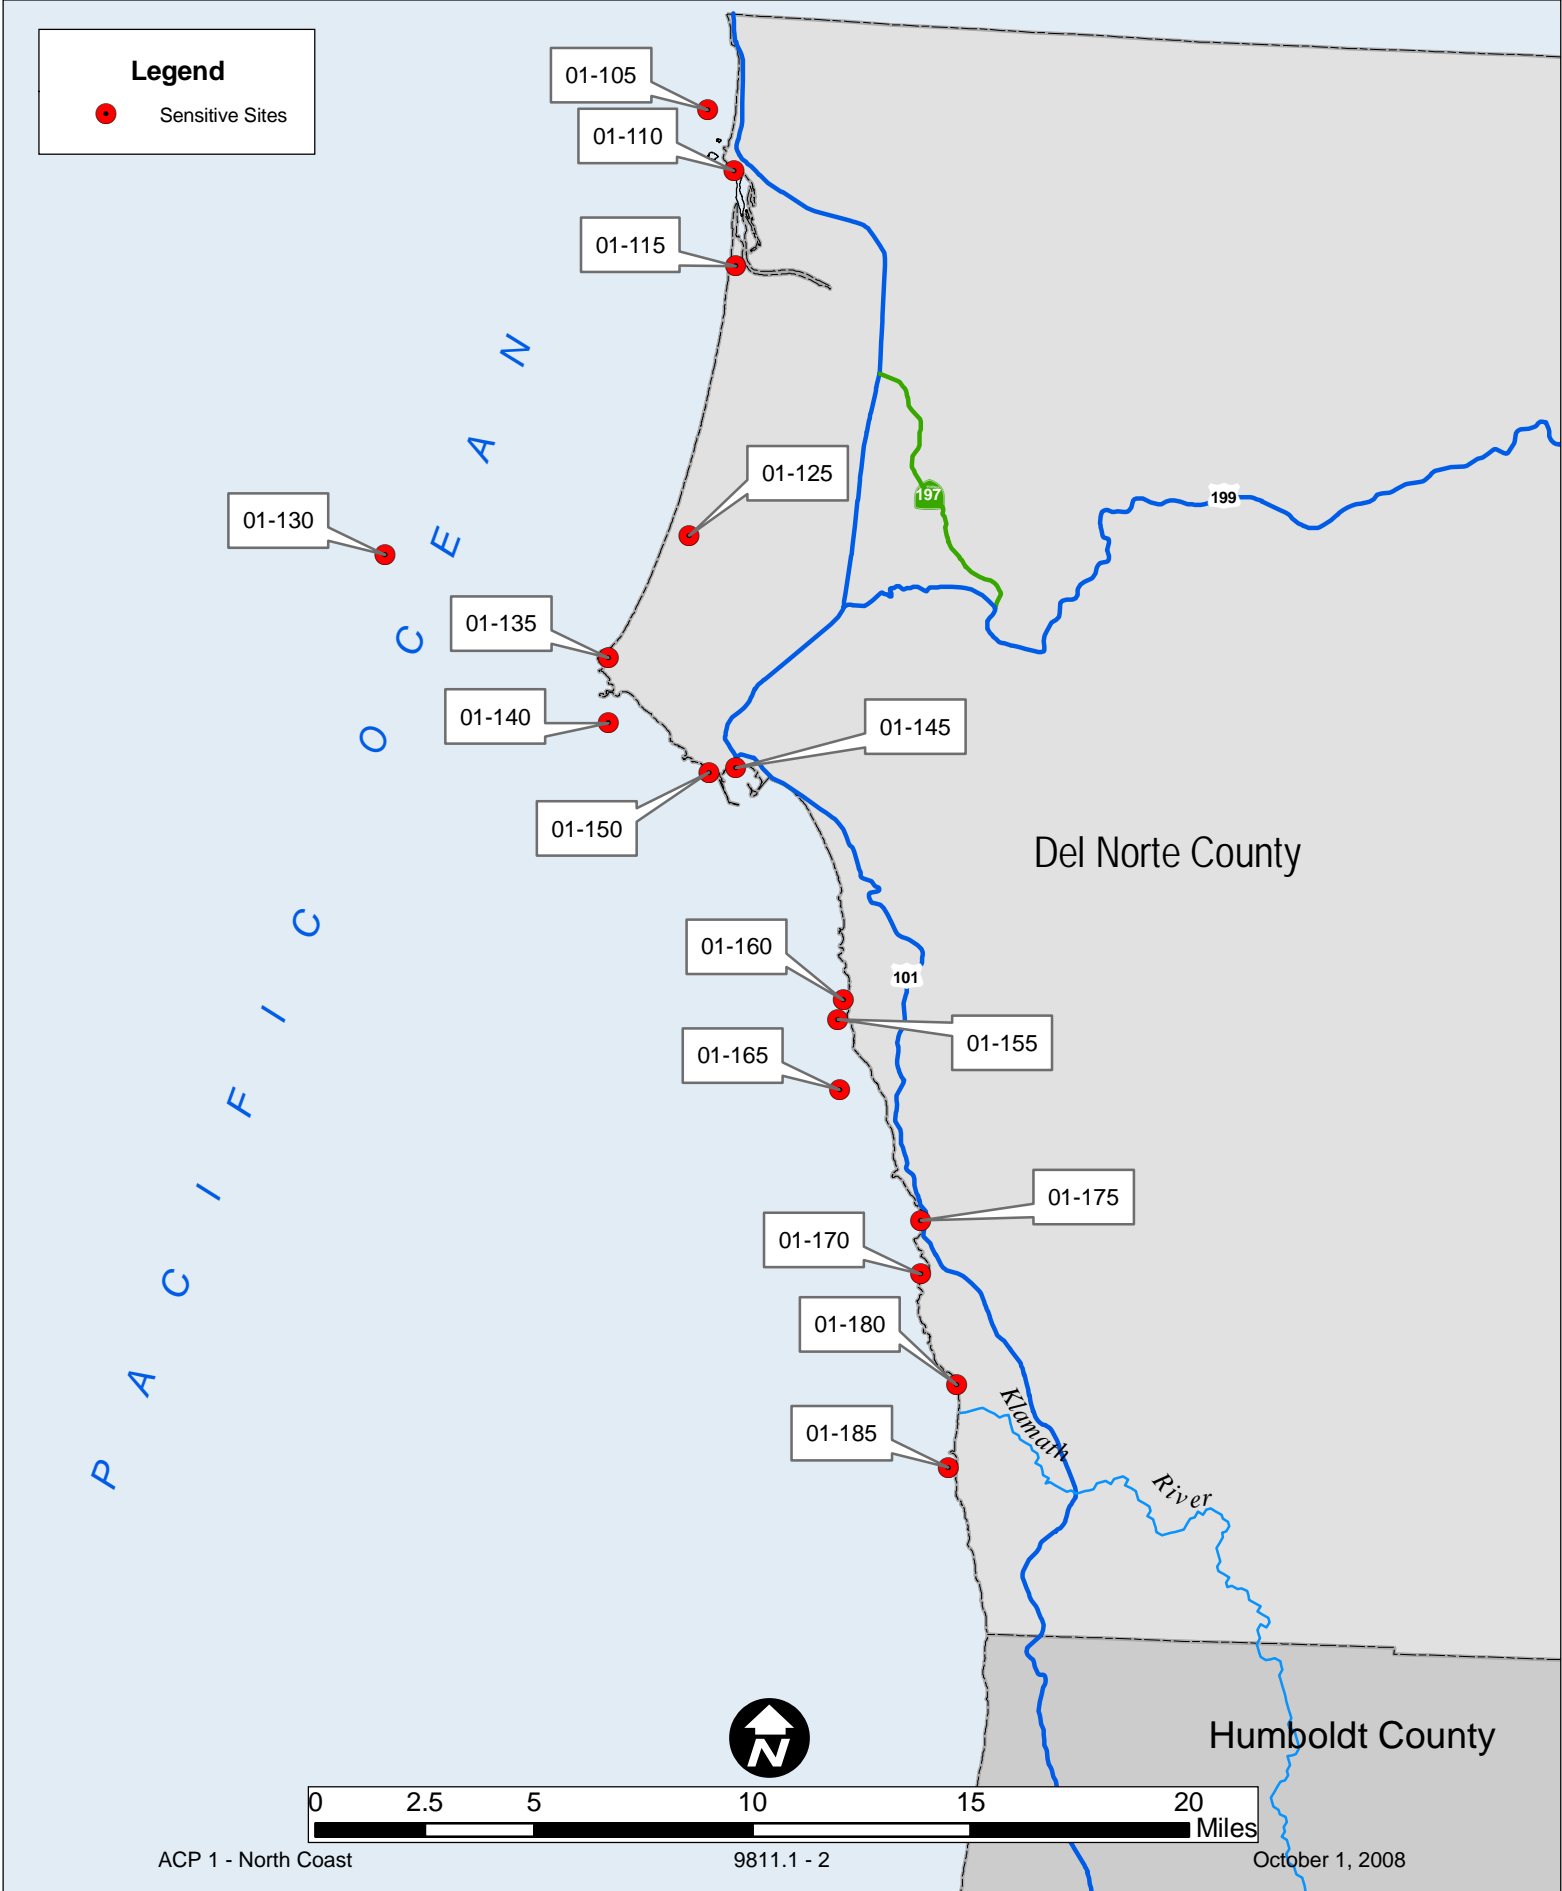 Legend
Sensitive Sites
01-105
01-110
01-115
01-125
01-130
01-135
01-140
01-145
01-150
01-160
01-155
01-165
01-175
01-170
01-180
01-185
197
199
101
PACIFIC OCEAN
Del Norte County
Klamath River
Humboldt County
N
0 2.5 5 10 15 20
Miles
ACP 1 - North Coast
9811.1 - 2
October 1, 2008